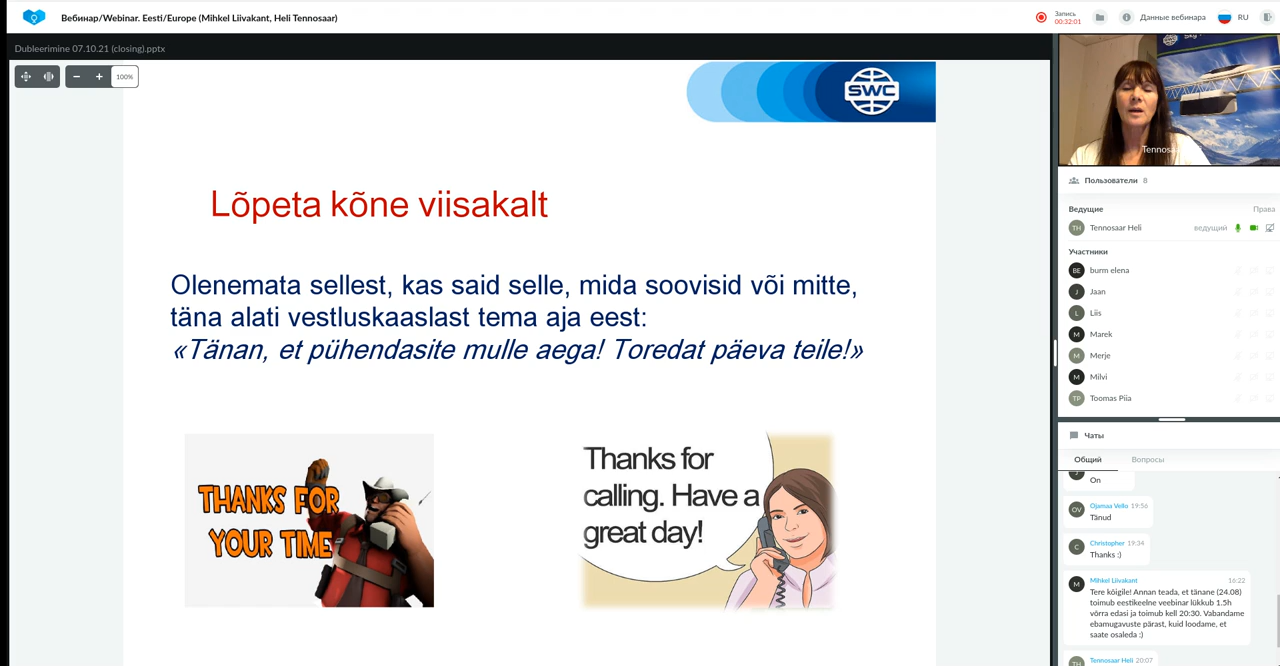 Вебинар/Webinar. Eesti/Europe (Mihkel Liivakant, Heli Tennosaar)
Запись
00:32:01
Данные вебинара
RU
Dubleerimine 07.10.21 (closing).pptx
100%
SWC
Lõpeta kõne viisakalt
Olenemata sellest, kas said selle, mida soovisid või mitte,
täna alati vestluskaaslast tema aja eest:
«Tänan, et pühendasite mulle aega! Toredat päeva teile!»
THANKS FOR
YOUR TIME
Thanks for
calling. Have a
great day!
Пользователи 8
Ведущие Права
TH Tennosaar Heli ведущий
Участники
BE burm elena
J Jaan
L Liis
M Marek
M Merje
M Milvi
TP Toomas Piia
Чаты
Общий Вопросы
On
OV Ojamaa Vello 19:56
Tänud
C Christopher 19:34
Thanks :)
M Mihkel Liivakant 16:22
Tere kõigile! Annan teada, et tänane (24.08)
toimub eestikeelne veebinar lükkub 1.5h
võrra edasi ja toimub kell 20:30. Vabandame
ebamugavuste pärast, kuid loodame, et
saate osaleda :)
TH Tennosaar Heli 20:07